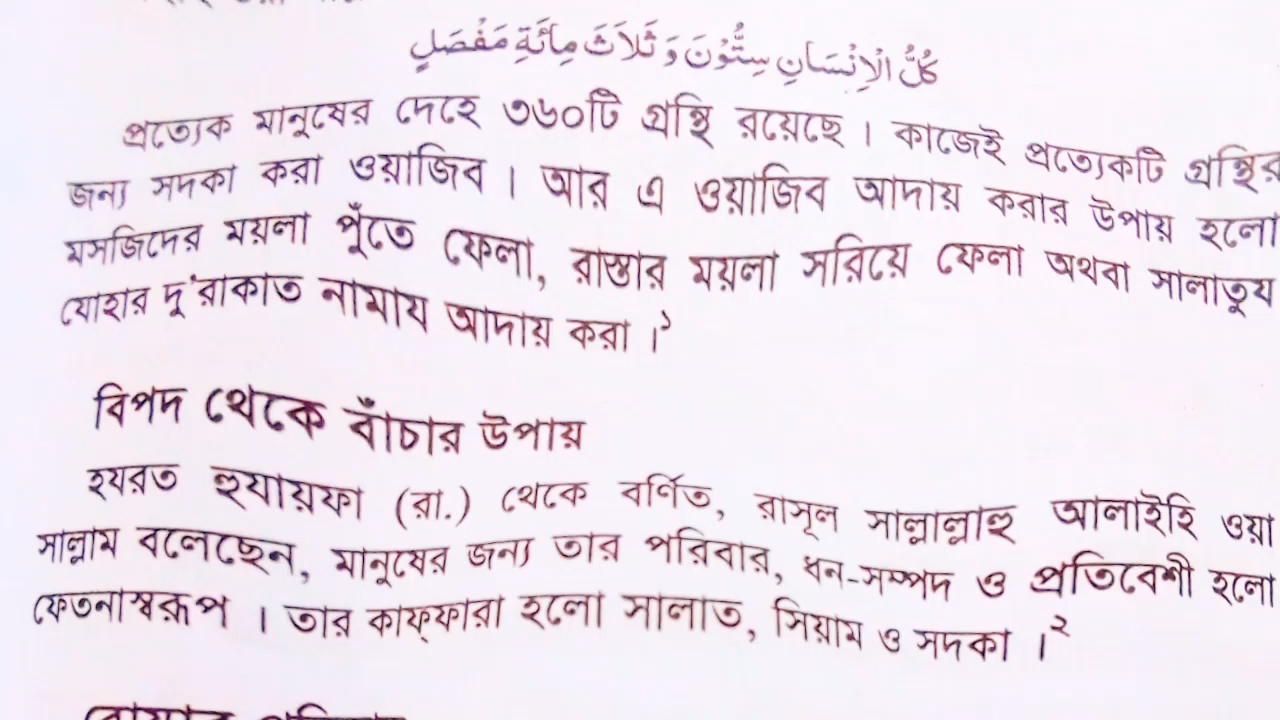 كُلُّ الْاِنْسَانِ سِتُّوْنَ وَ ثَلَاثَ مِائَةِ مَفْصَلٍ
প্রত্যেক মানুষের দেহে ৩৬০টি গ্রন্থি রয়েছে। কাজেই প্রত্যেকটি গ্রন্থির
জন্য সদকা করা ওয়াজিব। আর এ ওয়াজিব আদায় করার উপায় হলো
মসজিদের ময়লা পুঁতে ফেলা, রাস্তার ময়লা সরিয়ে ফেলা অথবা সালাতুয
যোহার দু'রাকাত নামায আদায় করা।১
বিপদ থেকে বাঁচার উপায়
হযরত হুযায়ফা (রা.) থেকে বর্ণিত, রাসূল সাল্লাল্লাহু আলাইহি ওয়া
সাল্লাম বলেছেন, মানুষের জন্য তার পরিবার, ধন-সম্পদ ও প্রতিবেশী হলো
ফেতনাস্বরূপ। তার কাফ্‌ফারা হলো সালাত, সিয়াম ও সদকা।২